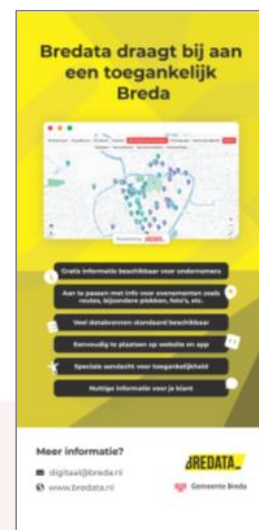 Bredata draagt bij aan
een toegankelijk
Breda
Gratis informatie beschikbaar voor ondernemers
Aan te passen met info voor evenementen zoals
routes, bijzondere plekken, foto's, etc.
Veel databronnen standaard beschikbaar
Eenvoudig te plaatsen op website en app
Speciale aandacht voor toegankelijkheid
Nuttige informatie voor je klant
Meer informatie?
digitaal@breda.nl
www.bredata.nl
BREDATA_
Gemeente Breda